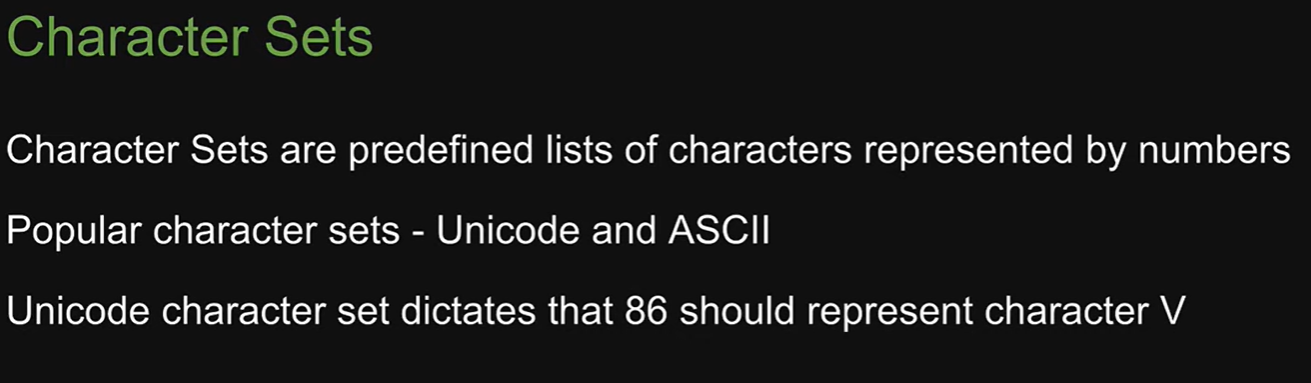 Character Sets
Character Sets are predefined lists of characters represented by numbers
Popular character sets - Unicode and ASCII
Unicode character set dictates that 86 should represent character V